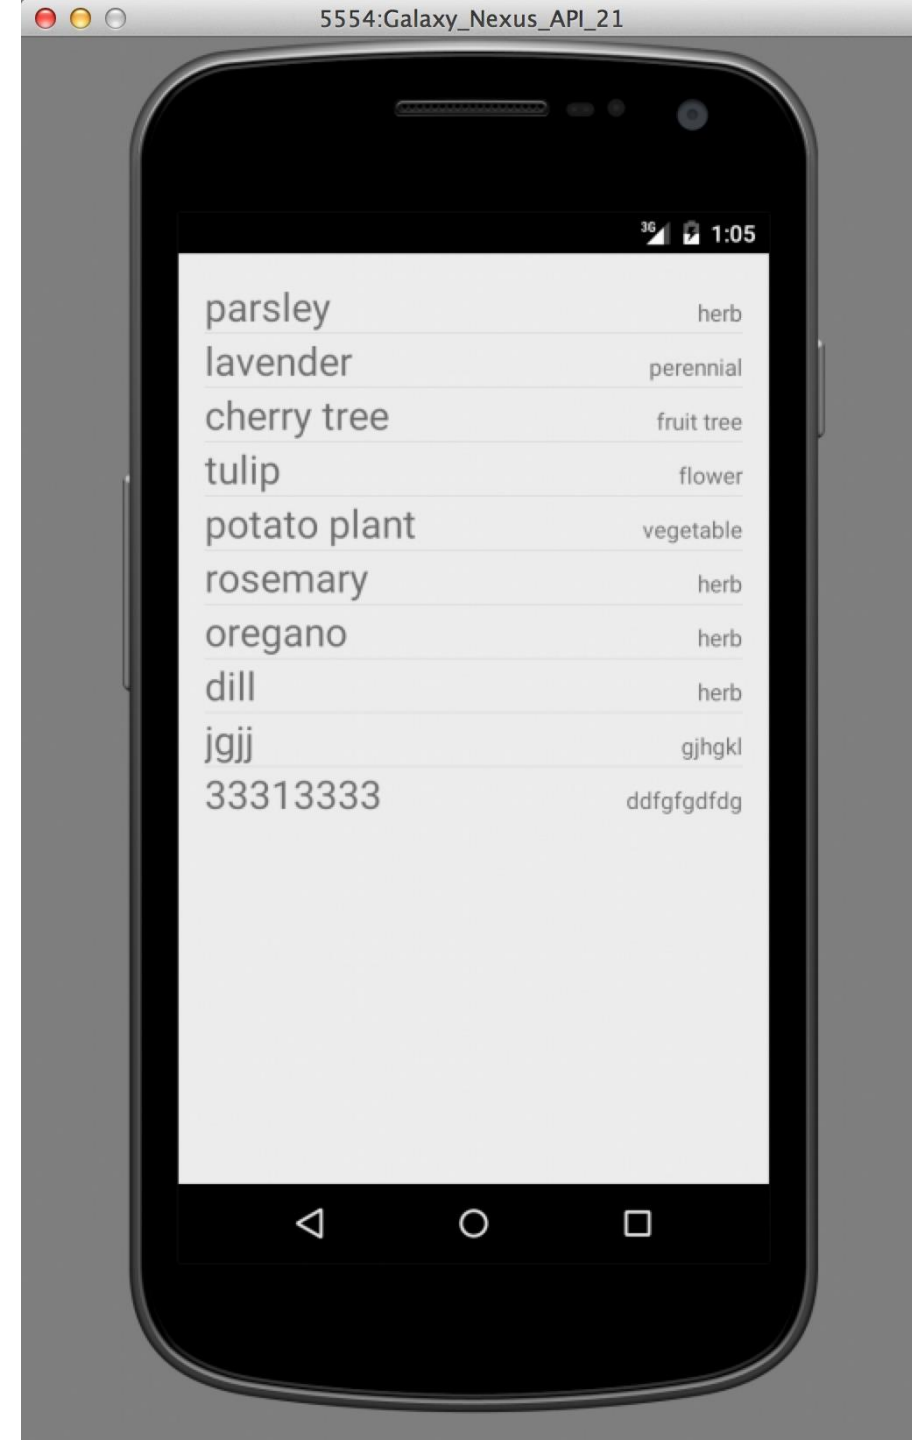 5554:Galaxy_Nexus_API_21
3G 1:05
parsley herb
lavender perennial
cherry tree fruit tree
tulip flower
potato plant vegetable
rosemary herb
oregano herb
dill herb
jgjj gjhgkl
33313333 ddfgfgdfdg